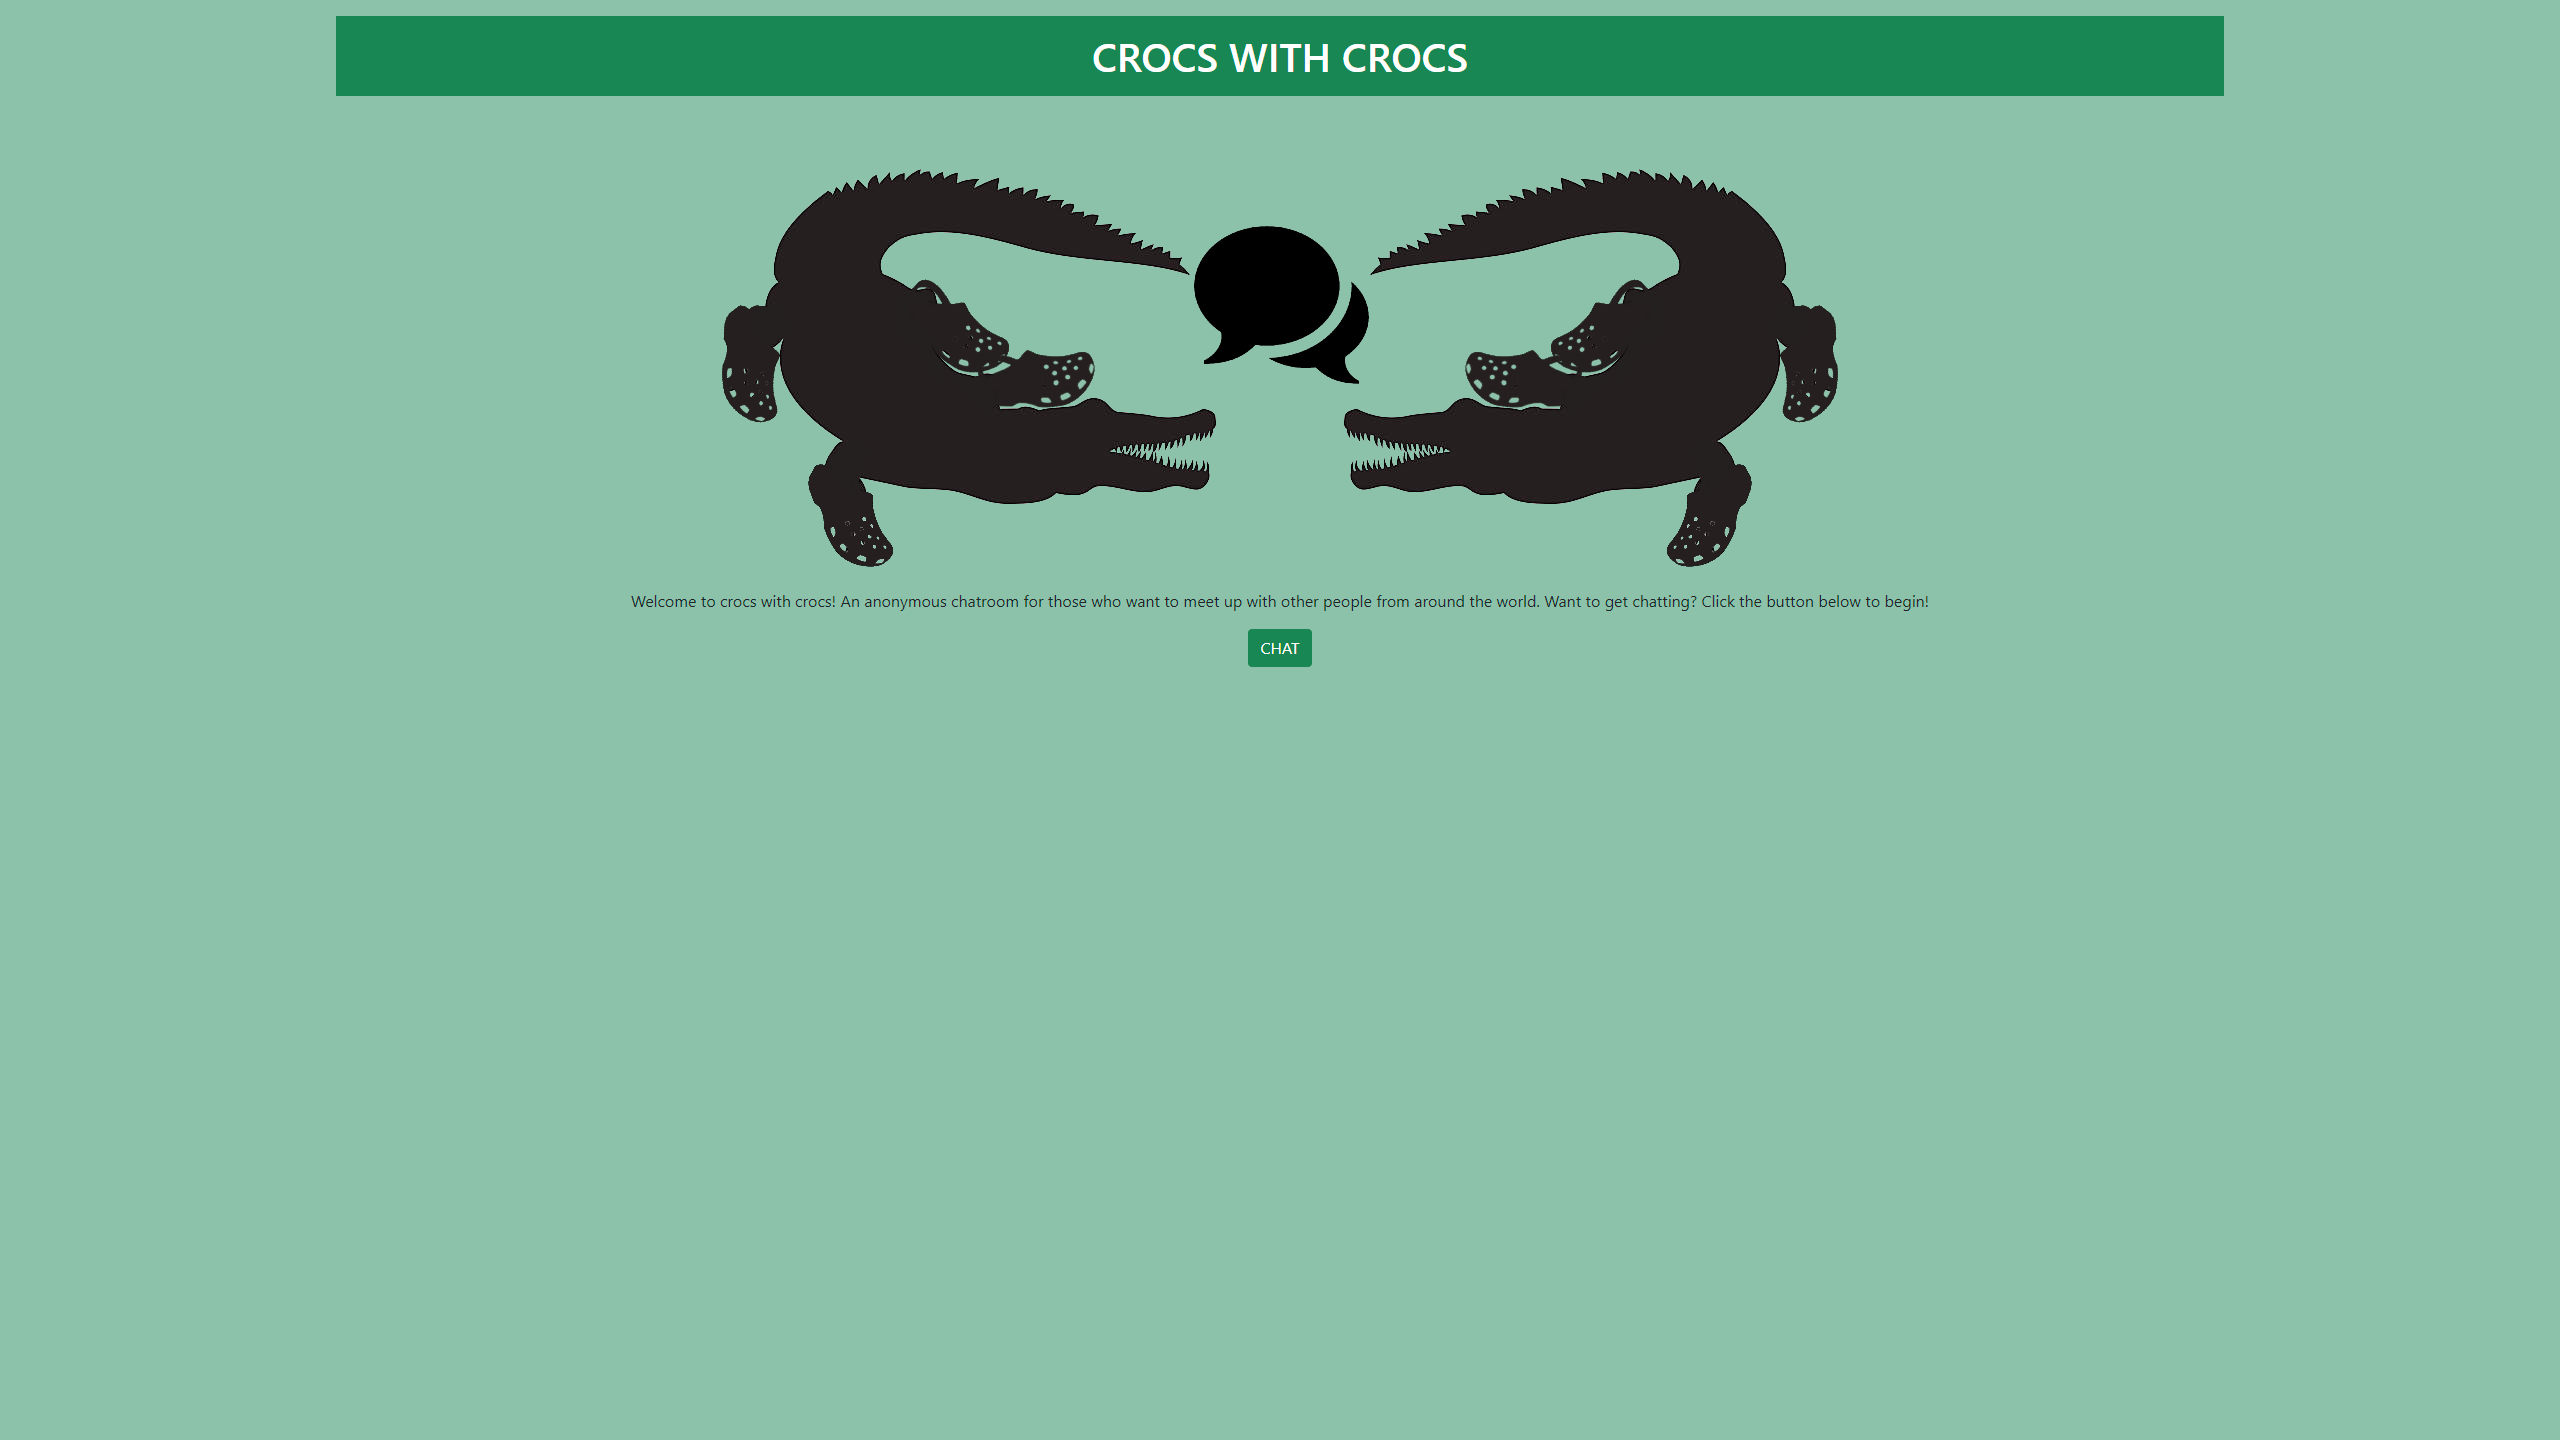 CROCS WITH CROCS
Welcome to crocs with crocs! An anonymous chatroom for those who want to meet up with other people from around the world. Want to get chatting? Click the button below to begin!
CHAT